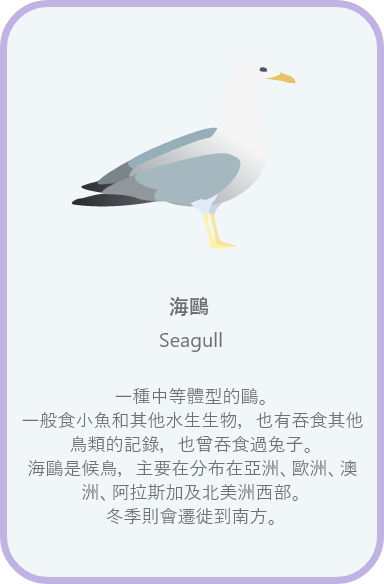 海鷗
Seagull
一種中等體型的鷗。
一般食小魚和其他水生生物，也有吞食其他
鳥類的記錄，也曾吞食過兔子。
海鷗是候鳥，主要在分布在亞洲、歐洲、澳
洲、阿拉斯加及北美洲西部。
冬季則會遷徙到南方。